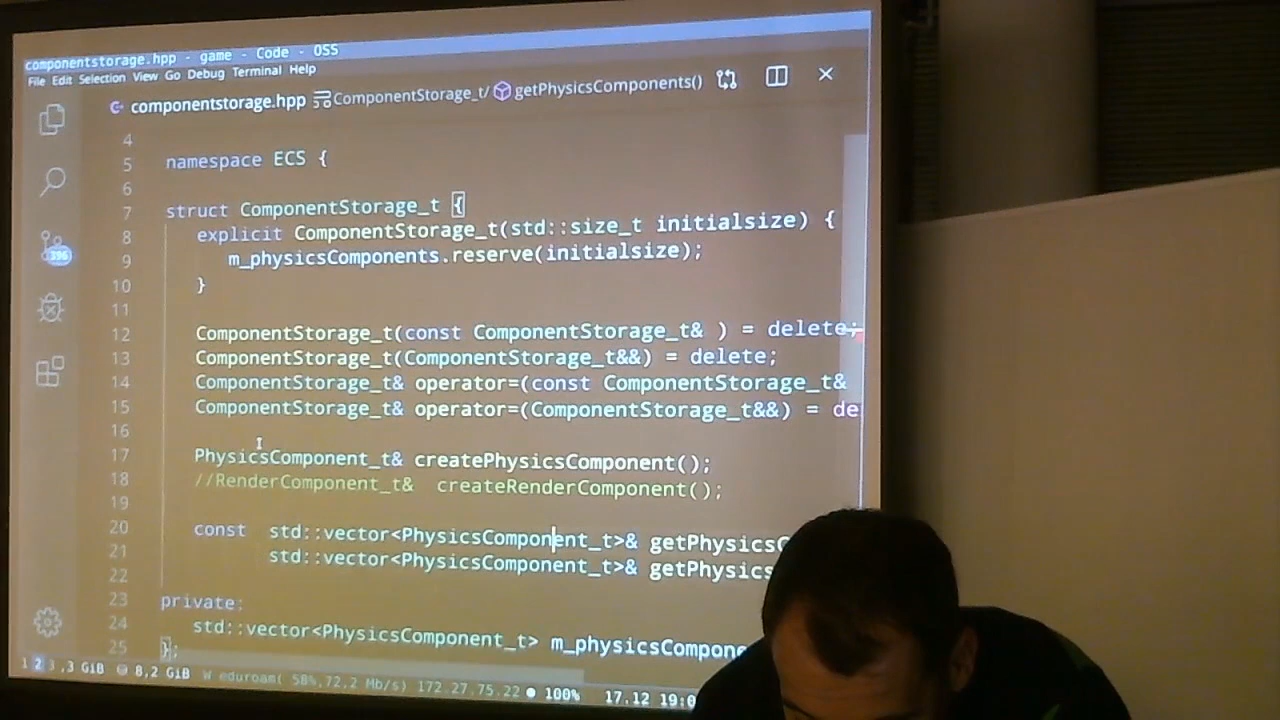 componentstorage.hpp - game - Code - OSS
File Edit Selection View Go Debug Terminal Help
componentstorage.hpp ComponentStorage_t/ getPhysicsComponents()
4
5 namespace ECS {
6
7 struct ComponentStorage_t {
8 explicit ComponentStorage_t(std::size_t initialsize) {
9 m_physicsComponents.reserve(initialsize);
10 }
11
12 ComponentStorage_t(const ComponentStorage_t& ) = delete;
13 ComponentStorage_t(ComponentStorage_t&&) = delete;
14 ComponentStorage_t& operator=(const ComponentStorage_t&
15 ComponentStorage_t& operator=(ComponentStorage_t&&) = de
16
17 PhysicsComponent_t& createPhysicsComponent();
18 //RenderComponent_t& createRenderComponent();
19
20 const std::vector<PhysicsComponent_t>& getPhysicsC
21 std::vector<PhysicsComponent_t>& getPhysics
22
23 private:
24 std::vector<PhysicsComponent_t> m_physicsCompone
25 };
396
1 2 3 ,3 GiB 8,2 GiB W eduroam( 58%,72,2 Mb/s) 172.27.75.22 100% 17.12 19:0